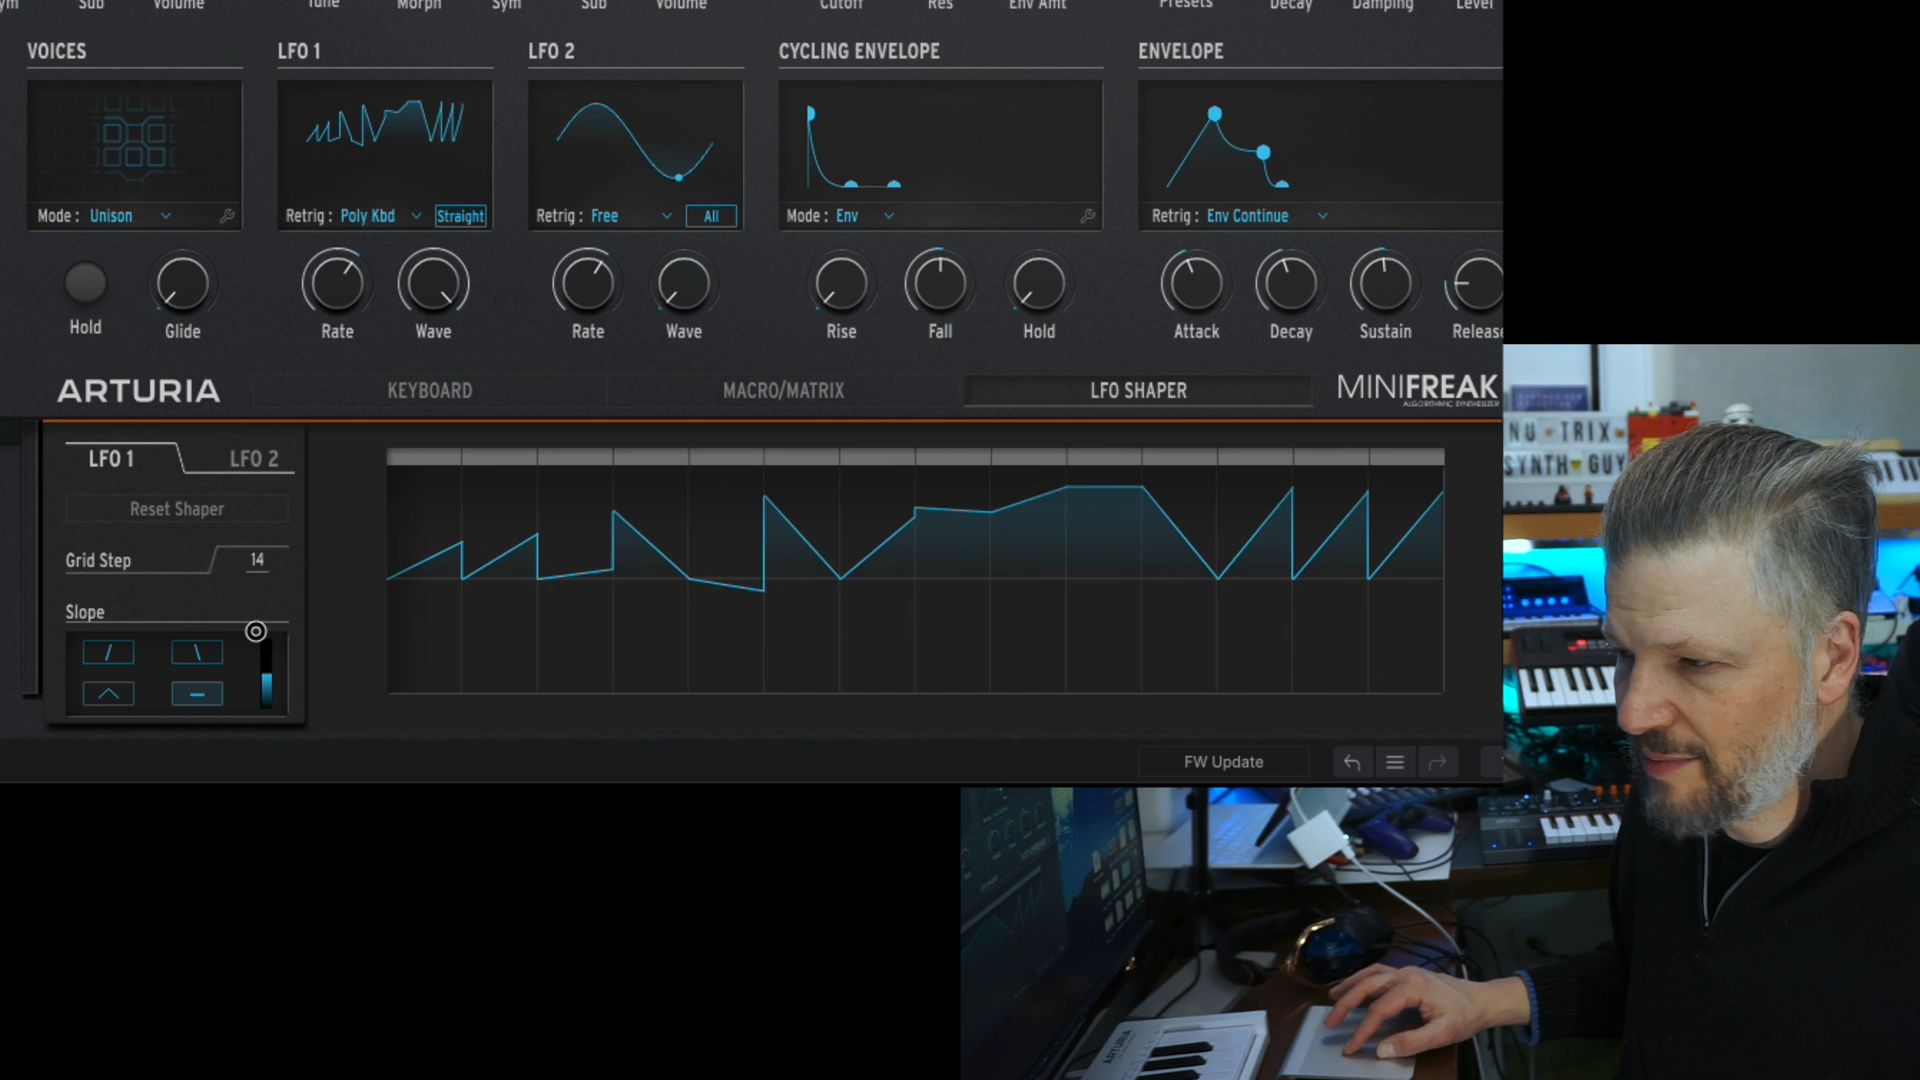 Sub Volume Tune Morph Sym Sub Volume Cutoff Res Env Amt Presets Decay Damping Level
VOICES LFO 1 LFO 2 CYCLING ENVELOPE ENVELOPE
Mode : Unison Retrig : Poly Kbd Straight Retrig : Free All Mode : Env Retrig : Env Continue
Hold Glide Rate Wave Rate Wave Rise Fall Hold Attack Decay Sustain Release
ARTURIA KEYBOARD MACRO/MATRIX LFO SHAPER MINIFREAK
ALGORITHMIC SYNTHESIZER
LFO 1 LFO 2
Reset Shaper
Grid Step 14
Slope
FW Update
NU TRIX
SYNTH GUY
ARTURIA